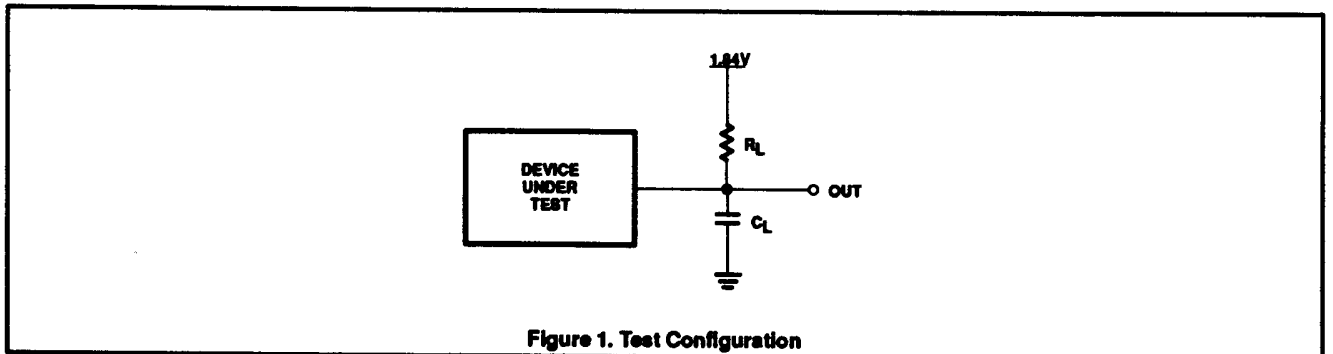 1.84V
RL
DEVICE
UNDER
TEST
OUT
CL
Figure 1. Test Configuration